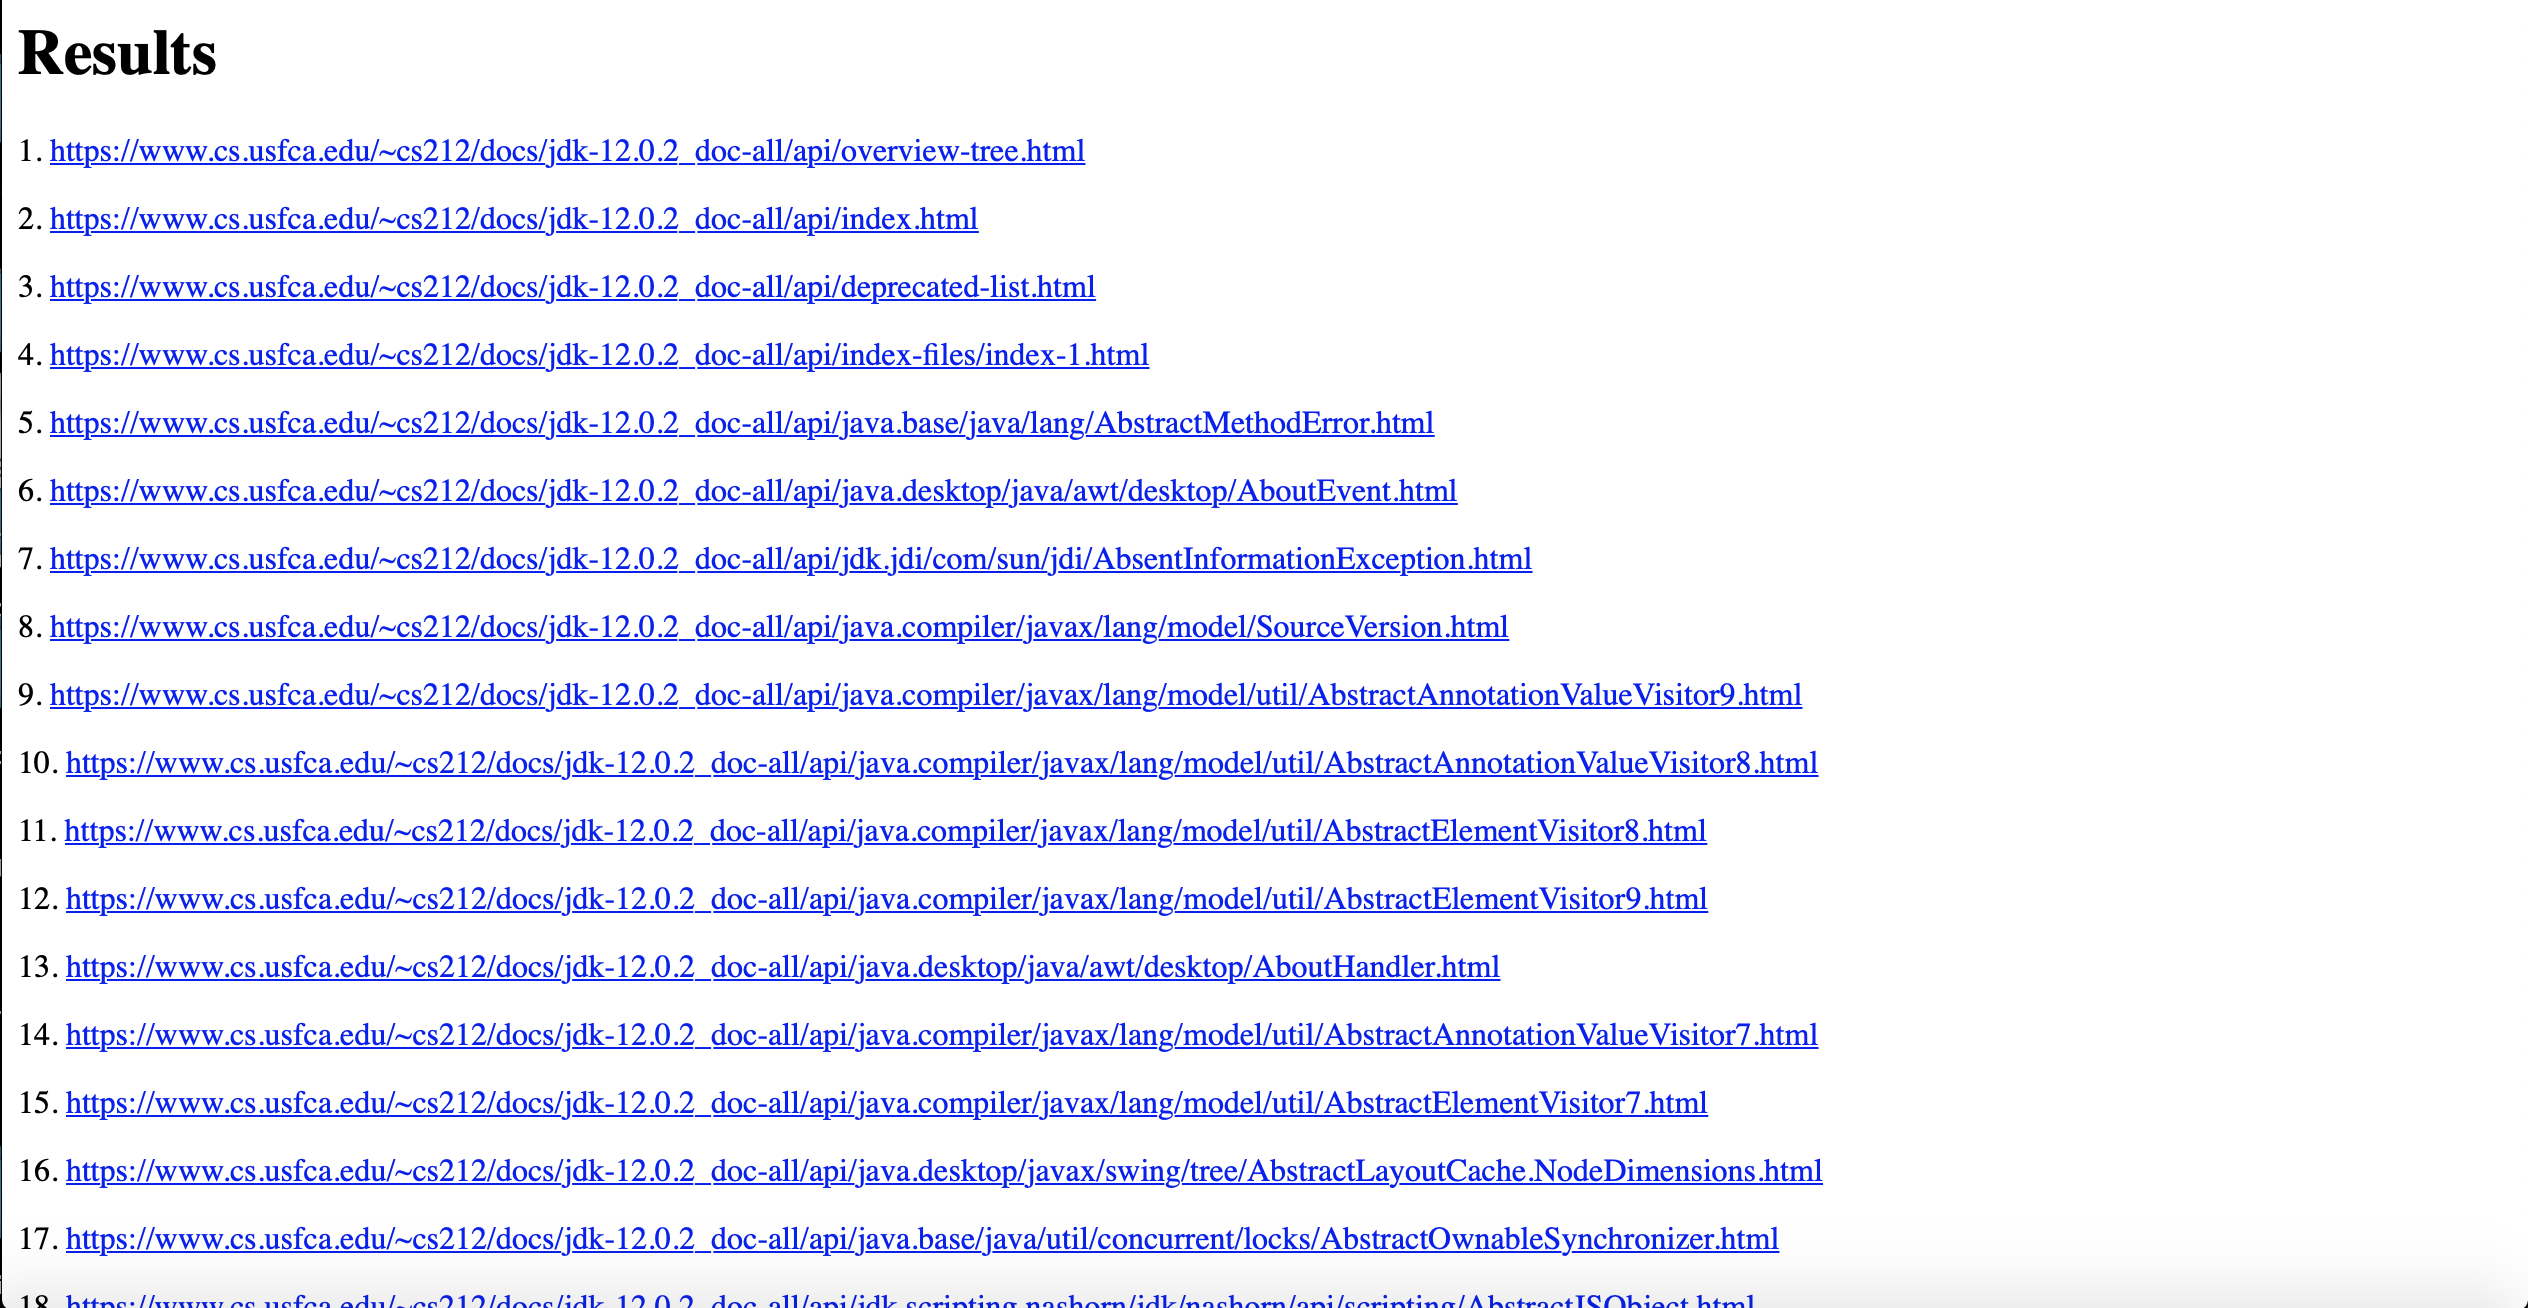 Results
1. https://www.cs.usfca.edu/~cs212/docs/jdk-12.0.2_doc-all/api/overview-tree.html
2. https://www.cs.usfca.edu/~cs212/docs/jdk-12.0.2_doc-all/api/index.html
3. https://www.cs.usfca.edu/~cs212/docs/jdk-12.0.2_doc-all/api/deprecated-list.html
4. https://www.cs.usfca.edu/~cs212/docs/jdk-12.0.2_doc-all/api/index-files/index-1.html
5. https://www.cs.usfca.edu/~cs212/docs/jdk-12.0.2_doc-all/api/java.base/java/lang/AbstractMethodError.html
6. https://www.cs.usfca.edu/~cs212/docs/jdk-12.0.2_doc-all/api/java.desktop/java/awt/desktop/AboutEvent.html
7. https://www.cs.usfca.edu/~cs212/docs/jdk-12.0.2_doc-all/api/jdk.jdi/com/sun/jdi/AbsentInformationException.html
8. https://www.cs.usfca.edu/~cs212/docs/jdk-12.0.2_doc-all/api/java.compiler/javax/lang/model/SourceVersion.html
9. https://www.cs.usfca.edu/~cs212/docs/jdk-12.0.2_doc-all/api/java.compiler/javax/lang/model/util/AbstractAnnotationValueVisitor9.html
10. https://www.cs.usfca.edu/~cs212/docs/jdk-12.0.2_doc-all/api/java.compiler/javax/lang/model/util/AbstractAnnotationValueVisitor8.html
11. https://www.cs.usfca.edu/~cs212/docs/jdk-12.0.2_doc-all/api/java.compiler/javax/lang/model/util/AbstractElementVisitor8.html
12. https://www.cs.usfca.edu/~cs212/docs/jdk-12.0.2_doc-all/api/java.compiler/javax/lang/model/util/AbstractElementVisitor9.html
13. https://www.cs.usfca.edu/~cs212/docs/jdk-12.0.2_doc-all/api/java.desktop/java/awt/desktop/AboutHandler.html
14. https://www.cs.usfca.edu/~cs212/docs/jdk-12.0.2_doc-all/api/java.compiler/javax/lang/model/util/AbstractAnnotationValueVisitor7.html
15. https://www.cs.usfca.edu/~cs212/docs/jdk-12.0.2_doc-all/api/java.compiler/javax/lang/model/util/AbstractElementVisitor7.html
16. https://www.cs.usfca.edu/~cs212/docs/jdk-12.0.2_doc-all/api/java.desktop/javax/swing/tree/AbstractLayoutCache.NodeDimensions.html
17. https://www.cs.usfca.edu/~cs212/docs/jdk-12.0.2_doc-all/api/java.base/java/util/concurrent/locks/AbstractOwnableSynchronizer.html
18. https://www.cs.usfca.edu/~cs212/docs/jdk-12.0.2_doc-all/api/jdk.scripting.nashorn/jdk/nashorn/api/scripting/AbstractJSObject.html